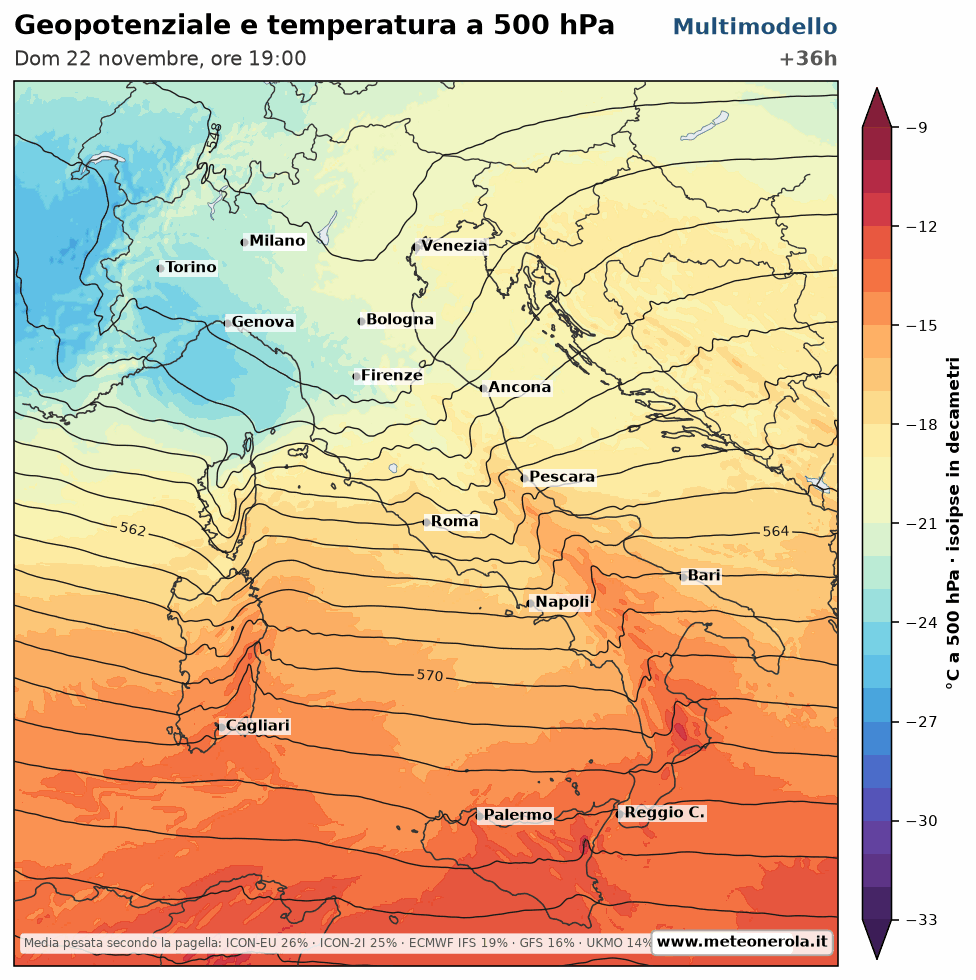 Geopotenziale e temperatura a 500 hPa
Multimodello
Dom 22 novembre, ore 19:00
+36h
548
Milano
Venezia
Torino
Genova
Bologna
Firenze
Ancona
Pescara
562
Roma
564
Bari
Napoli
570
Cagliari
Palermo
Reggio C.
Media pesata secondo la pagella: ICON-EU 26% · ICON-2I 25% · ECMWF IFS 19% · GFS 16% · UKMO 14%
www.meteonerola.it
−9
−12
−15
−18
−21
−24
−27
−30
−33
°C a 500 hPa · isoipse in decametri